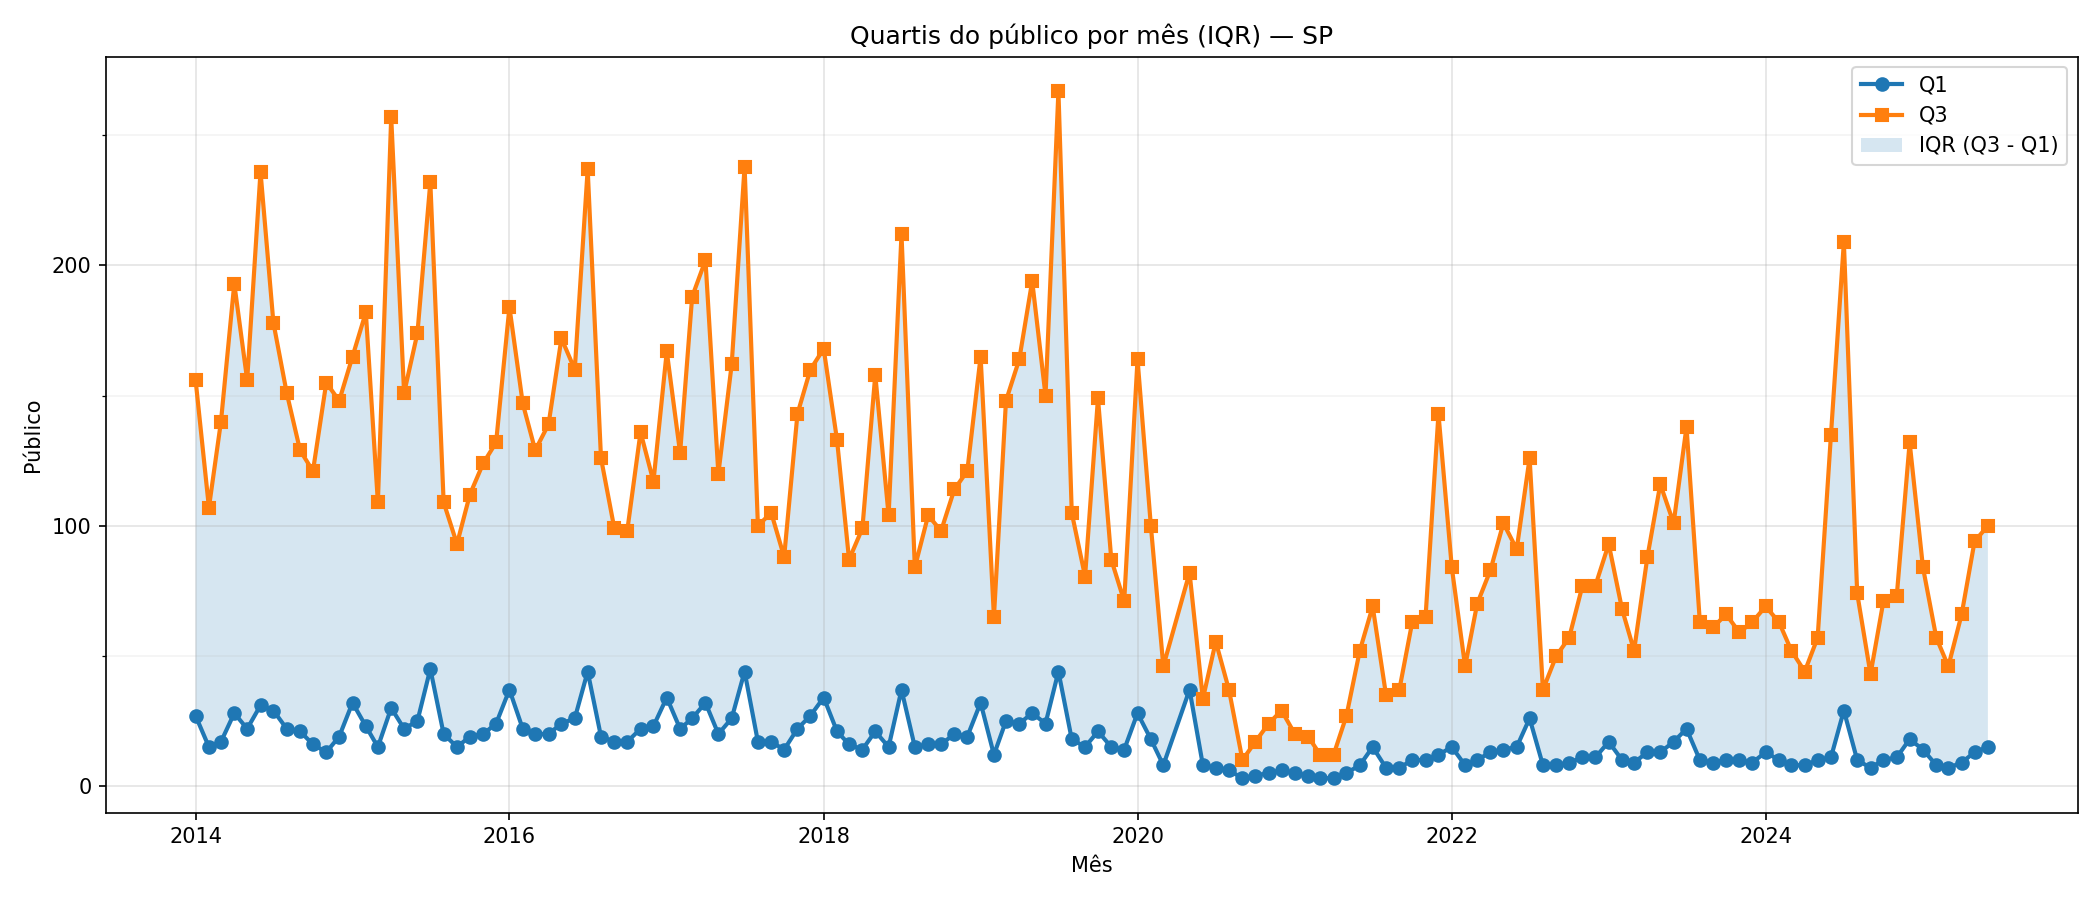 Quartis do público por mês (IQR) — SP
Q1
Q3
IQR (Q3 - Q1)
Público
200
100
0
2014 2016 2018 2020 2022 2024
Mês